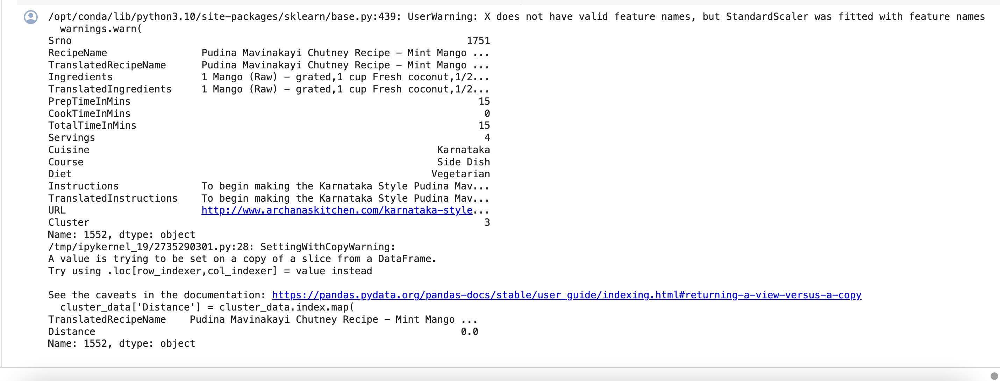 /opt/conda/lib/python3.10/site-packages/sklearn/base.py:439: UserWarning: X does not have valid feature names, but StandardScaler was fitted with feature names
  warnings.warn(
Srno                                                                   1751
RecipeName                Pudina Mavinakayi Chutney Recipe - Mint Mango ...
TranslatedRecipeName      Pudina Mavinakayi Chutney Recipe - Mint Mango ...
Ingredients               1 Mango (Raw) - grated,1 cup Fresh coconut,1/2...
TranslatedIngredients     1 Mango (Raw) - grated,1 cup Fresh coconut,1/2...
PrepTimeInMins                                                           15
CookTimeInMins                                                            0
TotalTimeInMins                                                          15
Servings                                                                  4
Cuisine                                                           Karnataka
Course                                                            Side Dish
Diet                                                             Vegetarian
Instructions              To begin making the Karnataka Style Pudina Mav...
TranslatedInstructions    To begin making the Karnataka Style Pudina Mav...
URL                       http://www.archanaskitchen.com/karnataka-style...
Cluster                                                                   3
Name: 1552, dtype: object
/tmp/ipykernel_19/2735290301.py:28: SettingWithCopyWarning:
A value is trying to be set on a copy of a slice from a DataFrame.
Try using .loc[row_indexer,col_indexer] = value instead

See the caveats in the documentation: https://pandas.pydata.org/pandas-docs/stable/user_guide/indexing.html#returning-a-view-versus-a-copy
  cluster_data['Distance'] = cluster_data.index.map(
TranslatedRecipeName    Pudina Mavinakayi Chutney Recipe - Mint Mango ...
Distance                                                              0.0
Name: 1552, dtype: object